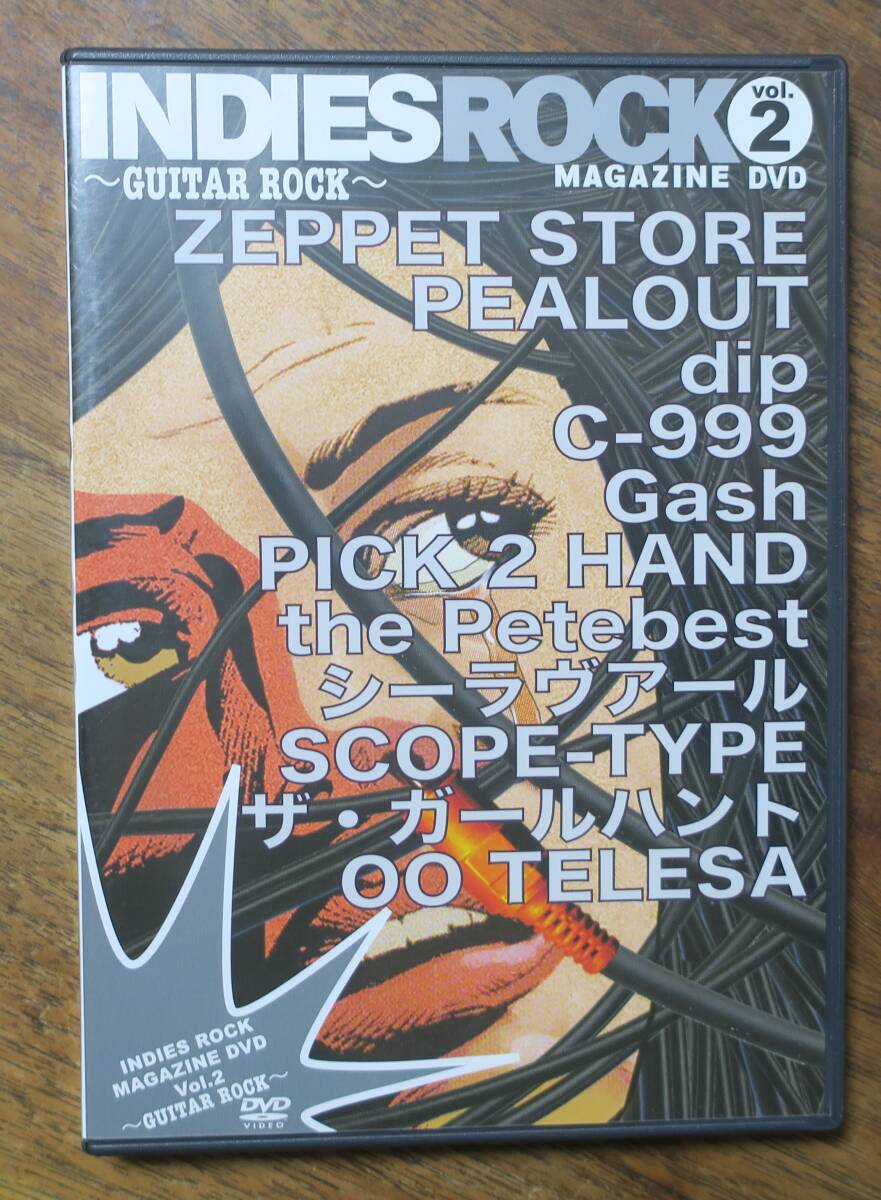 INDIESROCK vol.2
～GUITAR ROCK～ MAGAZINE DVD
ZEPPET STORE
PEALOUT
dip
C-999
Gash
PICK 2 HAND
the Petebest
シーラヴアール
SCOPE-TYPE
ザ・ガールハント
OO TELESA
INDIES ROCK
MAGAZINE DVD
Vol.2
～GUITAR ROCK～
DVD
VIDEO